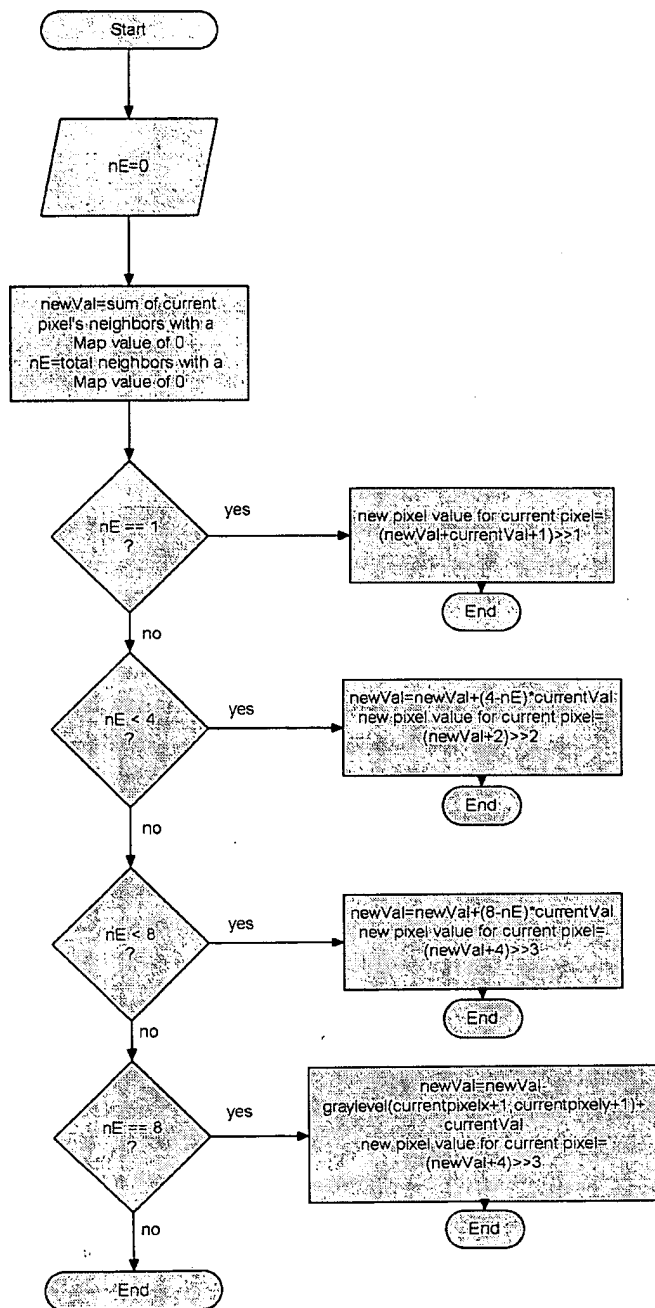 Start
nE=0
newVal=sum of current
pixel's neighbors with a
Map value of 0
nE=total neighbors with a
Map value of 0
nE == 1
?
yes
new pixel value for current pixel=
(newVal+currentVal+1)>>1
End
no
nE < 4
?
yes
newVal=newVal+(4-nE)*currentVal
new pixel value for current pixel=
(newVal+2)>>2
End
no
nE < 8
?
yes
newVal=newVal+(8-nE)*currentVal
new pixel value for current pixel=
(newVal+4)>>3
End
no
nE == 8
?
yes
newVal=newVal-
graylevel(currentpixelx+1,currentpixely+1)+
currentVal
new pixel value for current pixel=
(newVal+4)>>3
End
no
End